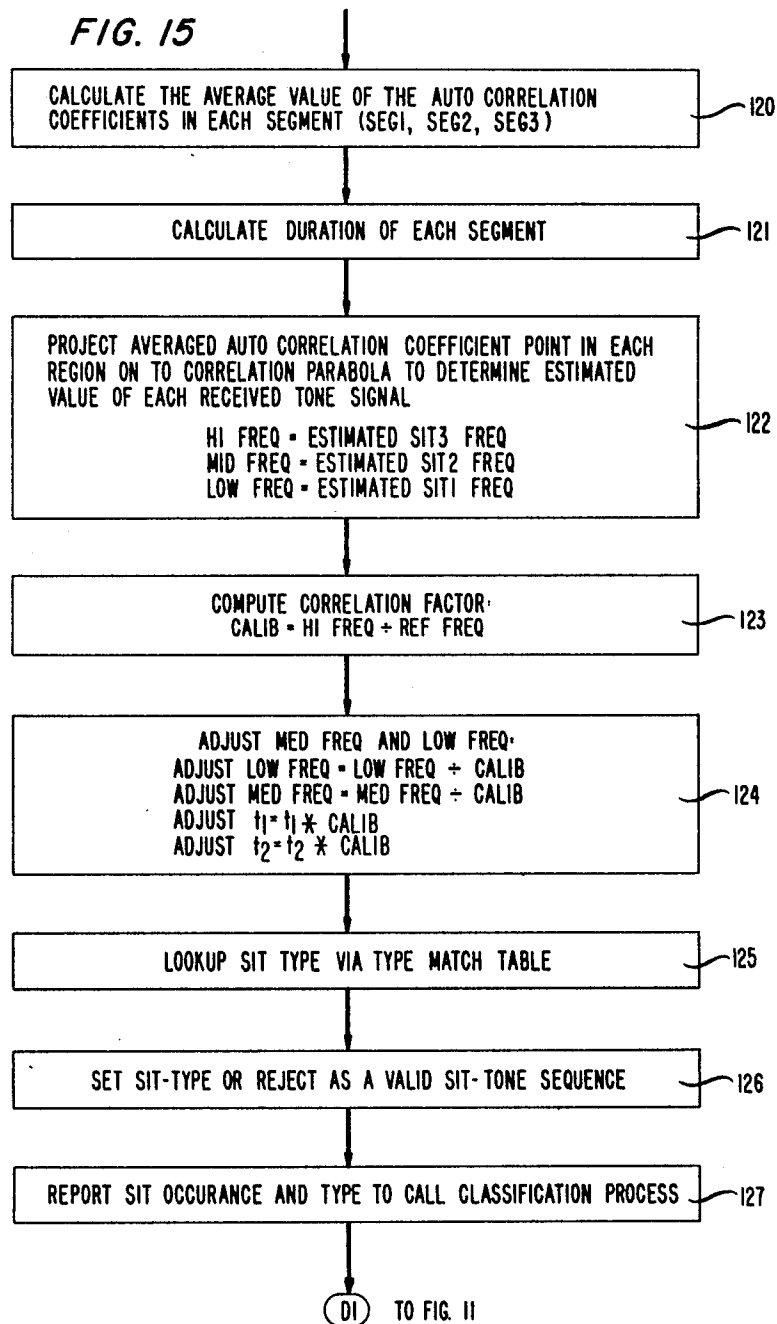 FIG. 15
CALCULATE THE AVERAGE VALUE OF THE AUTO CORRELATION
COEFFICIENTS IN EACH SEGMENT (SEG1, SEG2, SEG3)
120
CALCULATE DURATION OF EACH SEGMENT
121
PROJECT AVERAGED AUTO CORRELATION COEFFICIENT POINT IN EACH
REGION ON TO CORRELATION PARABOLA TO DETERMINE ESTIMATED
VALUE OF EACH RECEIVED TONE SIGNAL
HI FREQ = ESTIMATED SIT3 FREQ
MID FREQ = ESTIMATED SIT2 FREQ
LOW FREQ = ESTIMATED SIT1 FREQ
122
COMPUTE CORRELATION FACTOR:
CALIB = HI FREQ ÷ REF FREQ
123
ADJUST MED FREQ AND LOW FREQ:
ADJUST LOW FREQ = LOW FREQ ÷ CALIB
ADJUST MED FREQ = MED FREQ ÷ CALIB
ADJUST t1 = t1 * CALIB
ADJUST t2 = t2 * CALIB
124
LOOKUP SIT TYPE VIA TYPE MATCH TABLE
125
SET SIT-TYPE OR REJECT AS A VALID SIT-TONE SEQUENCE
126
REPORT SIT OCCURANCE AND TYPE TO CALL CLASSIFICATION PROCESS
127
D1 TO FIG. 11